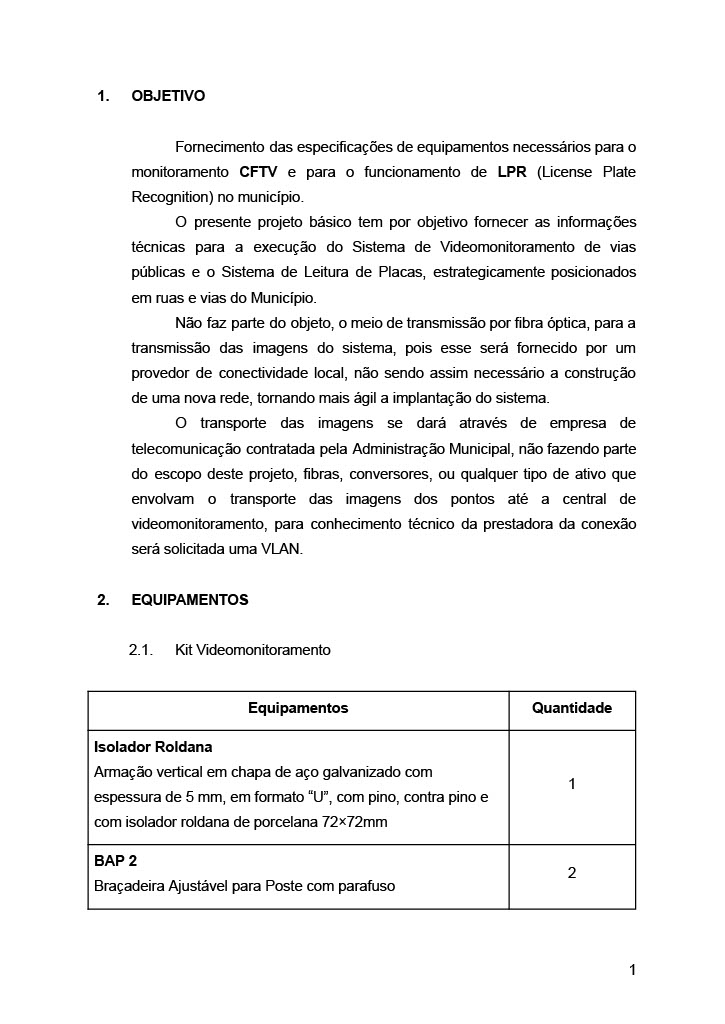 1. OBJETIVO
Fornecimento das especificações de equipamentos necessários para o
monitoramento CFTV e para o funcionamento de LPR (License Plate
Recognition) no município.
O presente projeto básico tem por objetivo fornecer as informações
técnicas para a execução do Sistema de Videomonitoramento de vias
públicas e o Sistema de Leitura de Placas, estrategicamente posicionados
em ruas e vias do Município.
Não faz parte do objeto, o meio de transmissão por fibra óptica, para a
transmissão das imagens do sistema, pois esse será fornecido por um
provedor de conectividade local, não sendo assim necessário a construção
de uma nova rede, tornando mais ágil a implantação do sistema.
O transporte das imagens se dará através de empresa de
telecomunicação contratada pela Administração Municipal, não fazendo parte
do escopo deste projeto, fibras, conversores, ou qualquer tipo de ativo que
envolvam o transporte das imagens dos pontos até a central de
videomonitoramento, para conhecimento técnico da prestadora da conexão
será solicitada uma VLAN.
2. EQUIPAMENTOS
2.1. Kit Videomonitoramento
Equipamentos Quantidade
Isolador Roldana
Armação vertical em chapa de aço galvanizado com
espessura de 5 mm, em formato “U”, com pino, contra pino e
com isolador roldana de porcelana 72×72mm
1
BAP 2
Braçadeira Ajustável para Poste com parafuso
2
1